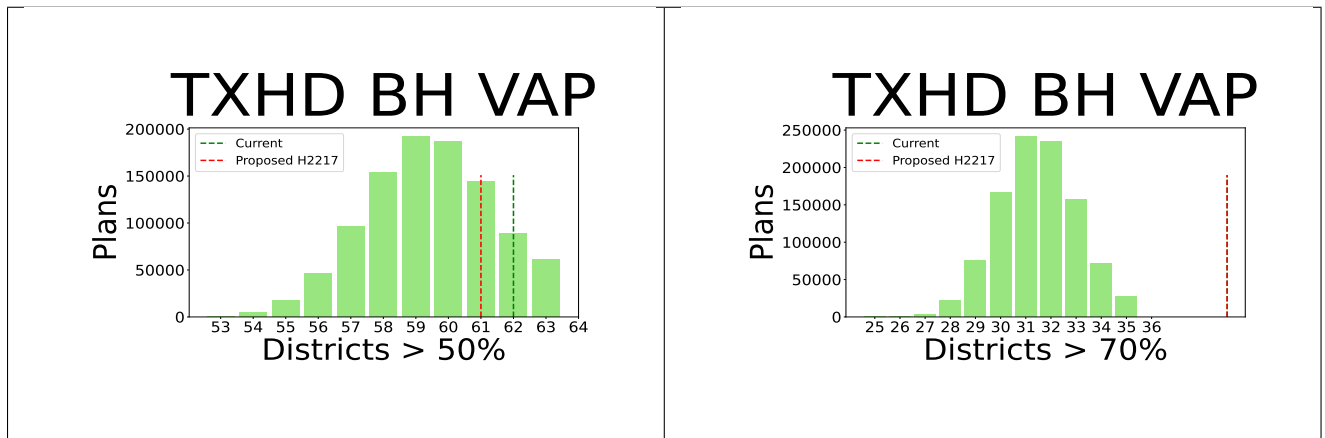 TXHD BH VAP
200000
150000
100000
50000
0
Plans
Current
Proposed H2217
53 54 55 56 57 58 59 60 61 62 63 64
Districts > 50%
TXHD BH VAP
250000
200000
150000
100000
50000
0
Plans
Current
Proposed H2217
25 26 27 28 29 30 31 32 33 34 35 36
Districts > 70%